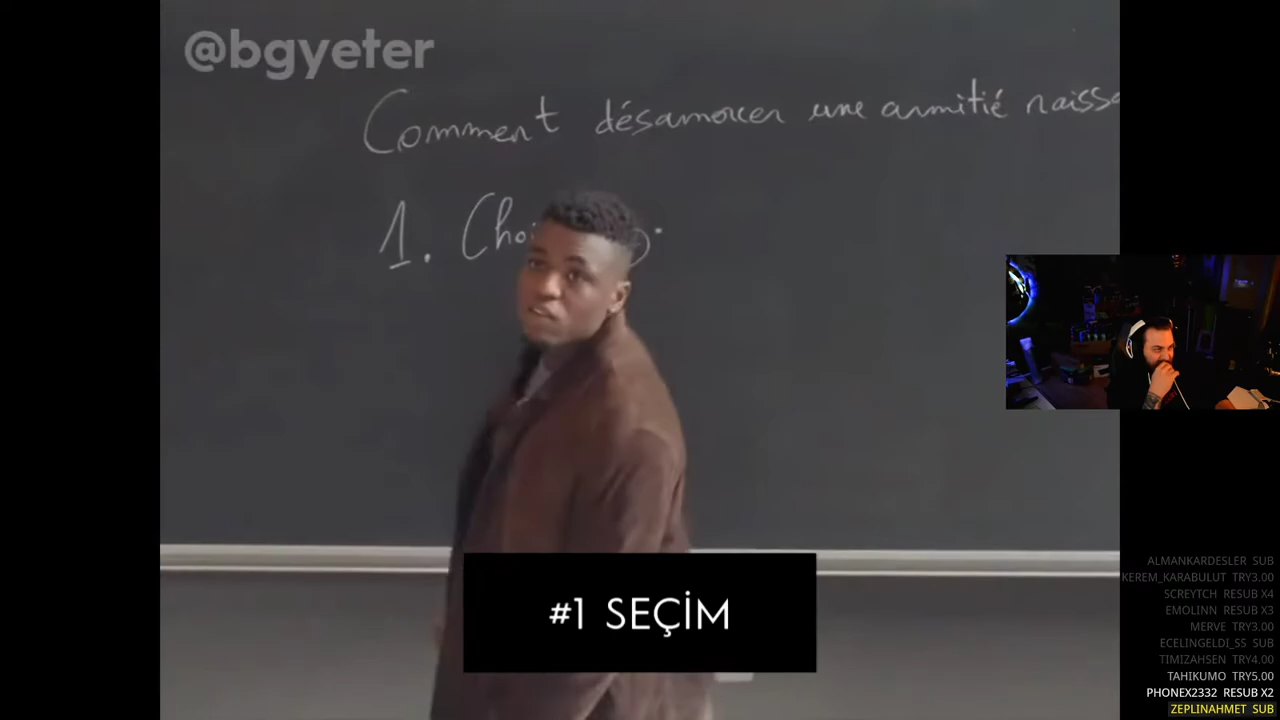 @bgyeter
Comment désamorcer une amitié naissa
1. Cho
#1 SEÇİM
ALMANKARDESLER SUB
KEREM_KARABULUT TRY3.00
SCREYTCH RESUB X4
EMOLINN RESUB X3
MERVE TRY3.00
ECELINGELDI_SS SUB
TIMIZAHSEN TRY4.00
TAHIKUMO TRY5.00
PHONEX2332 RESUB X2
ZEPLINAHMET SUB